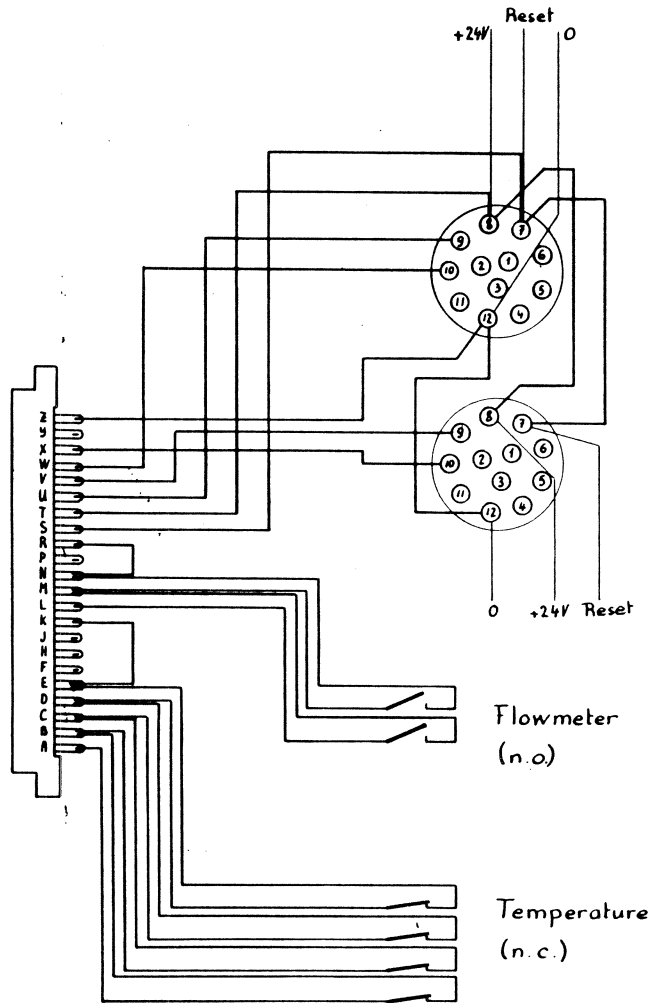 Reset
+24V
0
8
7
9
6
10
2
1
3
5
11
12
4
Z
Y
X
W
V
U
T
S
R
P
N
M
L
K
J
H
F
E
D
C
B
A
8
7
9
6
10
2
1
3
5
11
12
4
0 +24V Reset
Flowmeter
(n.o.)
Temperature
(n.c.)